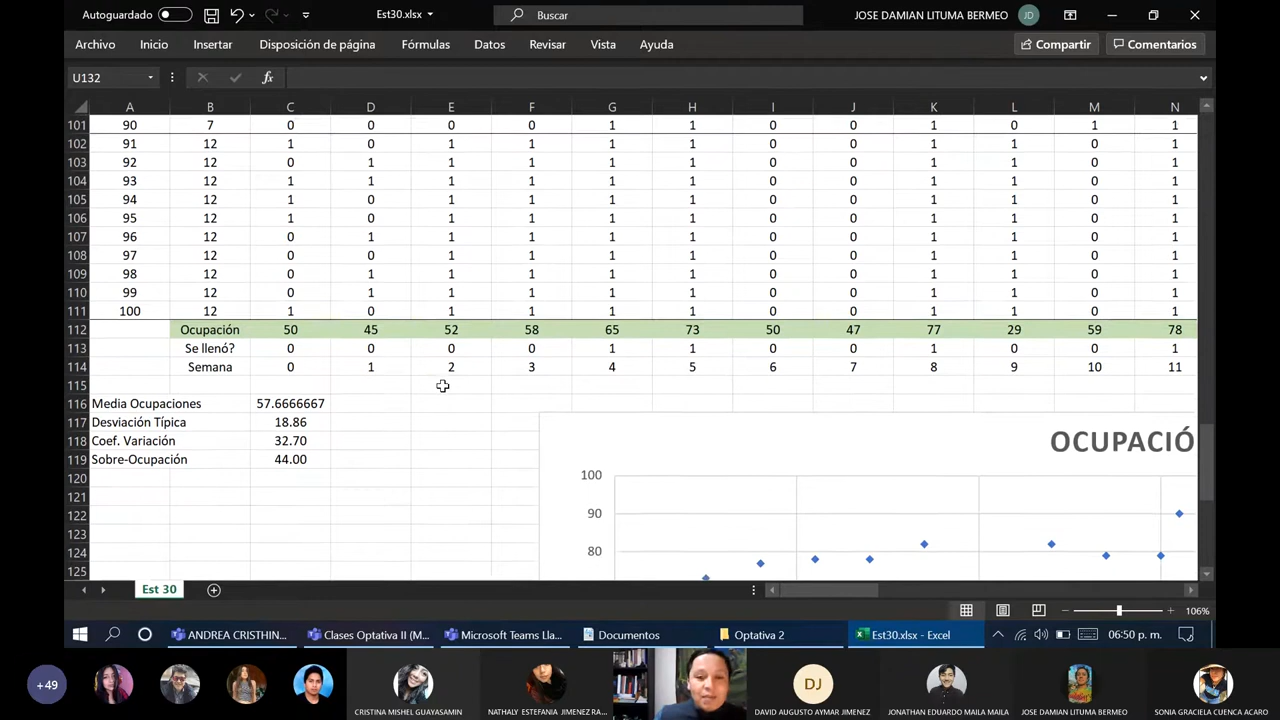 Autoguardado Est30.xlsx Buscar JOSE DAMIAN LITUMA BERMEO JD
Archivo Inicio Insertar Disposición de página Fórmulas Datos Revisar Vista Ayuda Compartir Comentarios
U132 fx
A B C D E F G H I J K L M N
101 90 7 0 0 0 0 1 1 0 0 1 0 1 1
102 91 12 1 0 1 1 1 1 0 0 1 1 0 1
103 92 12 0 1 1 1 1 1 0 0 1 1 0 1
104 93 12 1 1 1 1 1 1 0 0 1 1 0 1
105 94 12 1 0 1 1 1 1 0 0 1 1 0 1
106 95 12 1 0 1 1 1 1 0 0 1 1 0 1
107 96 12 0 1 1 1 1 1 0 0 1 1 0 1
108 97 12 0 0 1 1 1 1 0 0 1 1 0 1
109 98 12 0 1 1 1 1 1 0 0 1 1 0 1
110 99 12 0 1 1 1 1 1 0 0 1 1 0 1
111 100 12 1 0 1 1 1 1 0 0 1 1 0 1
112 Ocupación 50 45 52 58 65 73 50 47 77 29 59 78
113 Se llenó? 0 0 0 0 1 1 0 0 1 0 0 1
114 Semana 0 1 2 3 4 5 6 7 8 9 10 11
115
116 Media Ocupaciones 57.6666667
117 Desviación Típica 18.86
118 Coef. Variación 32.70
119 Sobre-Ocupación 44.00
120
121
122
123
124
125
OCUPACIÓ
100
90
80
Est 30
106%
ANDREA CRISTHIN... Clases Optativa II (M... Microsoft Teams Lla... Documentos Optativa 2 Est30.xlsx - Excel 06:50 p. m.
+49 DJ
CRISTINA MISHEL GUAYASAMIN NATHALY ESTEFANIA JIMENEZ RA... DAVID AUGUSTO AYMAR JIMENEZ JONATHAN EDUARDO MAILA MAILA JOSE DAMIAN LITUMA BERMEO SONIA GRACIELA CUENCA ACARO